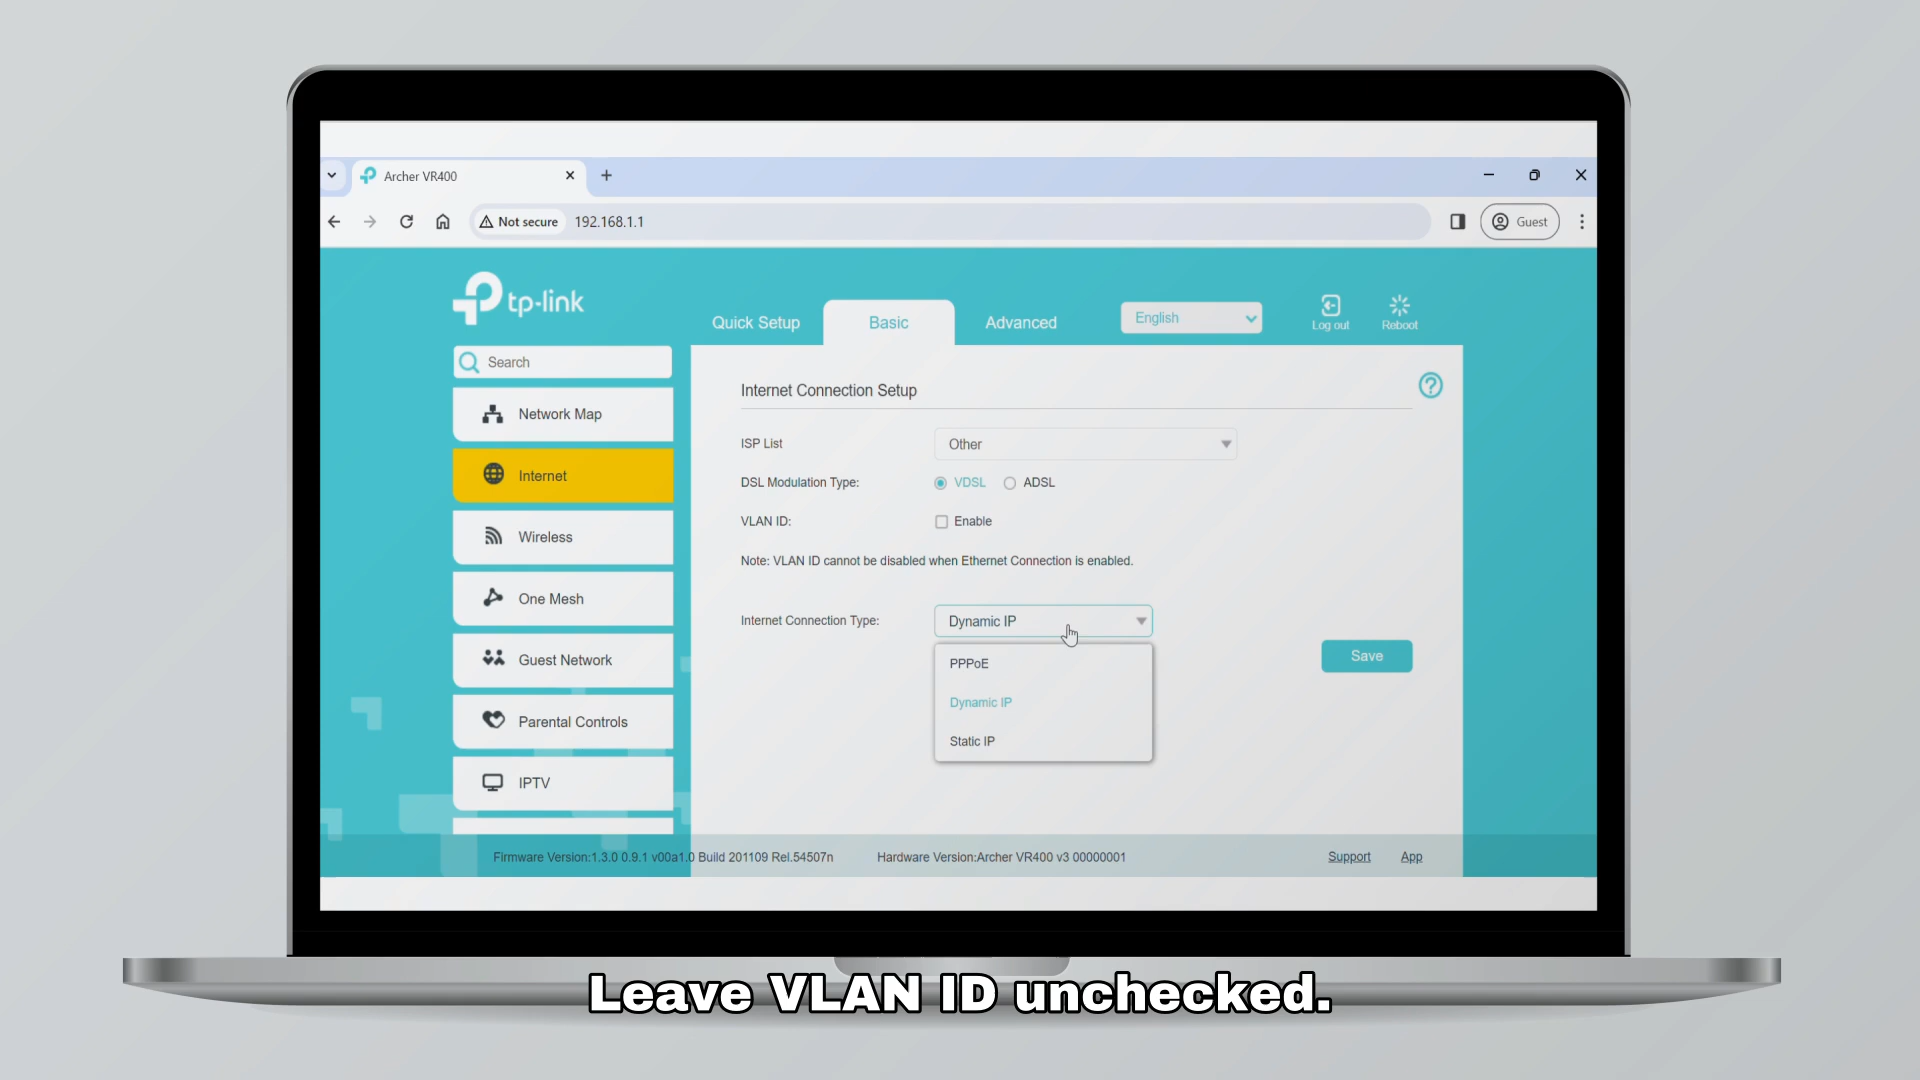 Archer VR400
Not secure
192.168.1.1
Guest
tp-link
Quick Setup
Basic
Advanced
English
Log out
Reboot
Search
Network Map
Internet
Wireless
One Mesh
Guest Network
Parental Controls
IPTV
Internet Connection Setup
ISP List
Other
DSL Modulation Type:
VDSL
ADSL
VLAN ID:
Enable
Note: VLAN ID cannot be disabled when Ethernet Connection is enabled.
Internet Connection Type:
Dynamic IP
PPPoE
Dynamic IP
Static IP
Save
Firmware Version:1.3.0 0.9.1 v00a1.0 Build 201109 Rel.54507n
Hardware Version:Archer VR400 v3 00000001
Support
App
Leave VLAN ID unchecked.